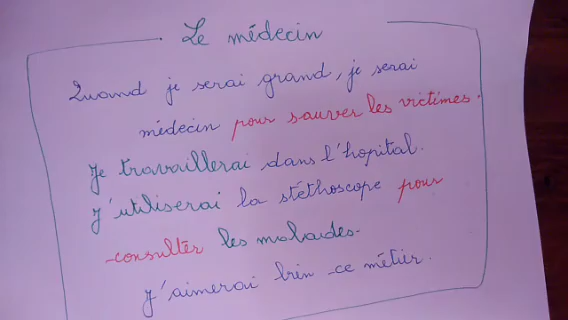 Le médecin
Quand je serai grand, je serai
médecin pour sauver les victimes.
Je travaillerai dans l'hopital.
J'utiliserai la stéthoscope pour
consulter les malades.
J'aimerai bien ce métier.